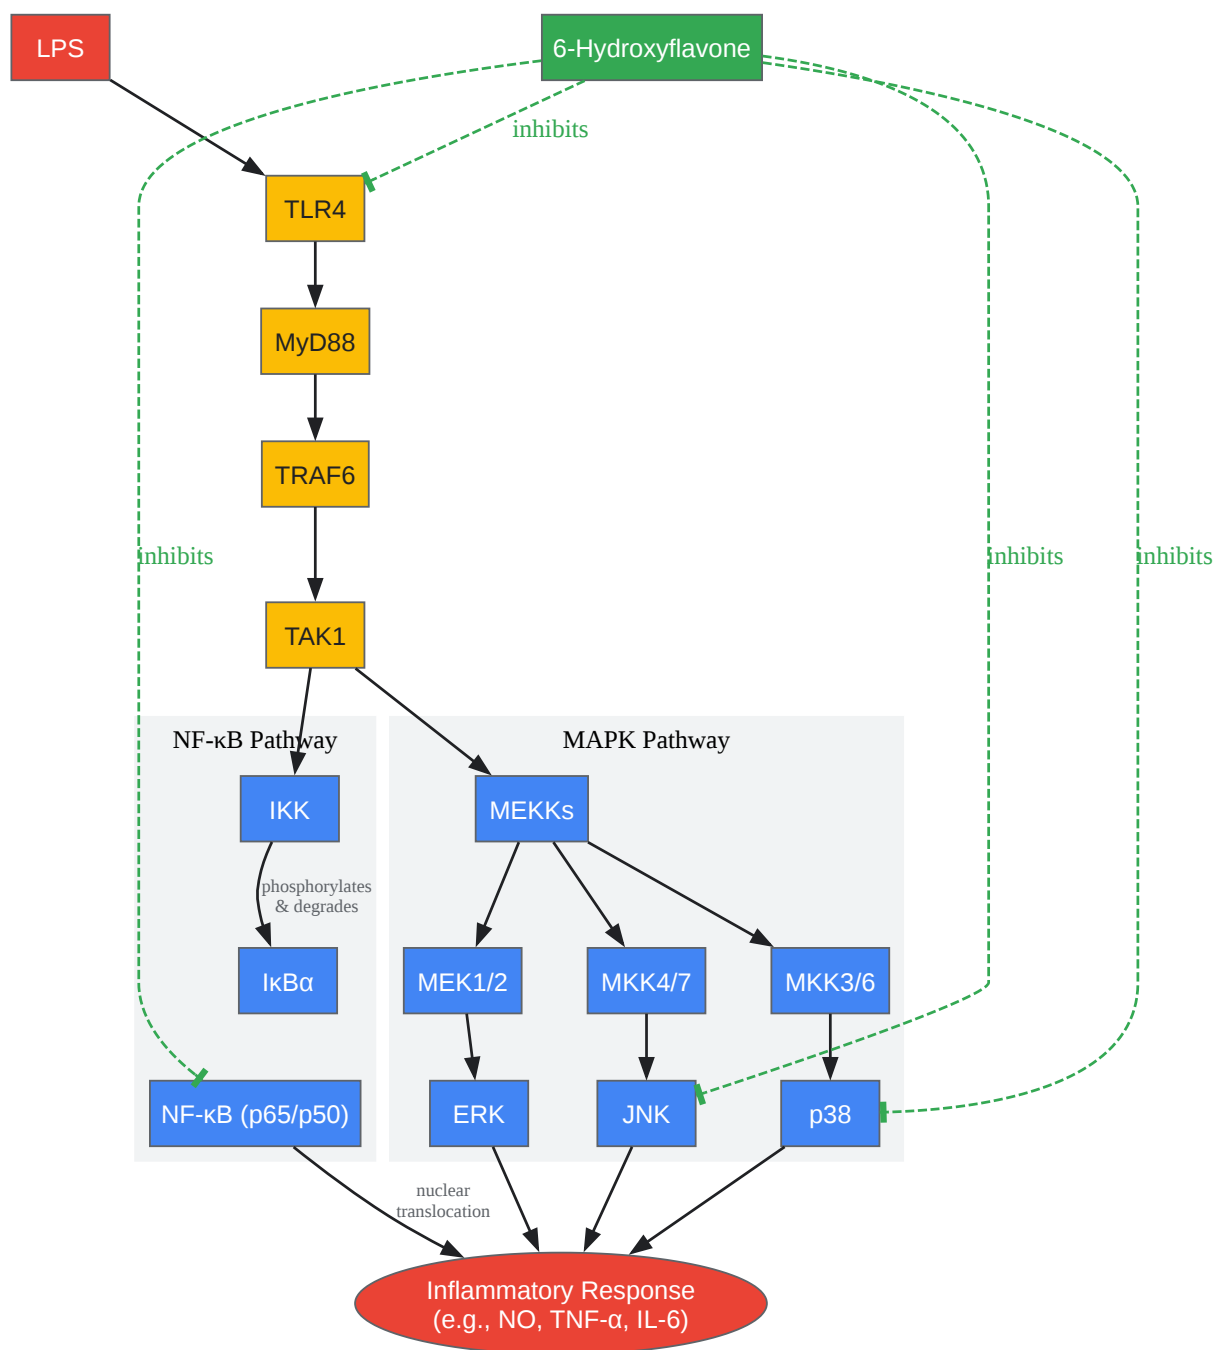 LPS
6-Hydroxyflavone
inhibits
TLR4
MyD88
TRAF6
inhibits
inhibits
inhibits
TAK1
NF-κB Pathway
MAPK Pathway
IKK
MEKKs
phosphorylates
& degrades
IκBα
MEK1/2
MKK4/7
MKK3/6
NF-κB (p65/p50)
ERK
JNK
p38
nuclear
translocation
Inflammatory Response
(e.g., NO, TNF-α, IL-6)